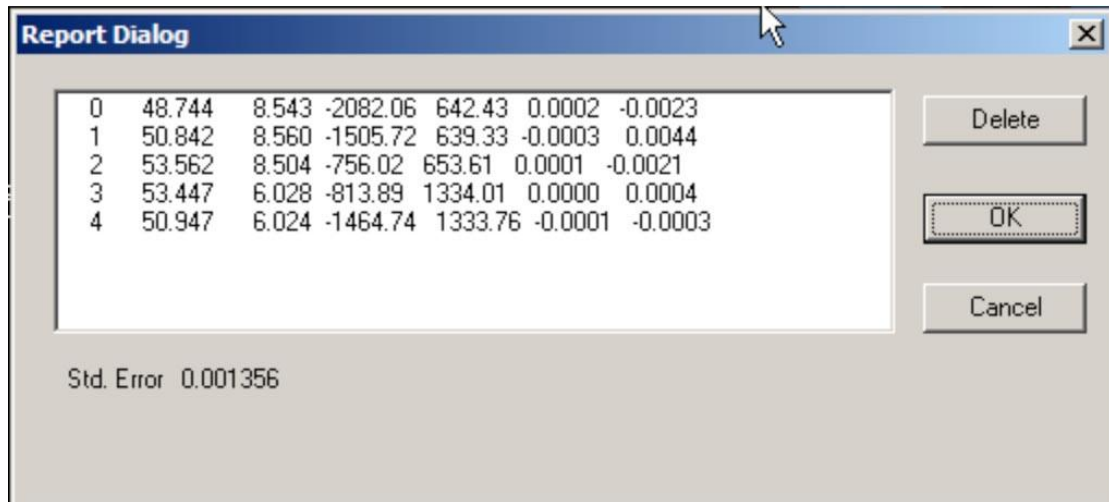 Report Dialog
0 48.744 8.543 -2082.06 642.43 0.0002 -0.0023
1 50.842 8.560 -1505.72 639.33 -0.0003 0.0044
2 53.562 8.504 -756.02 653.61 0.0001 -0.0021
3 53.447 6.028 -813.89 1334.01 0.0000 0.0004
4 50.947 6.024 -1464.74 1333.76 -0.0001 -0.0003
Delete
OK
Cancel
Std. Error 0.001356